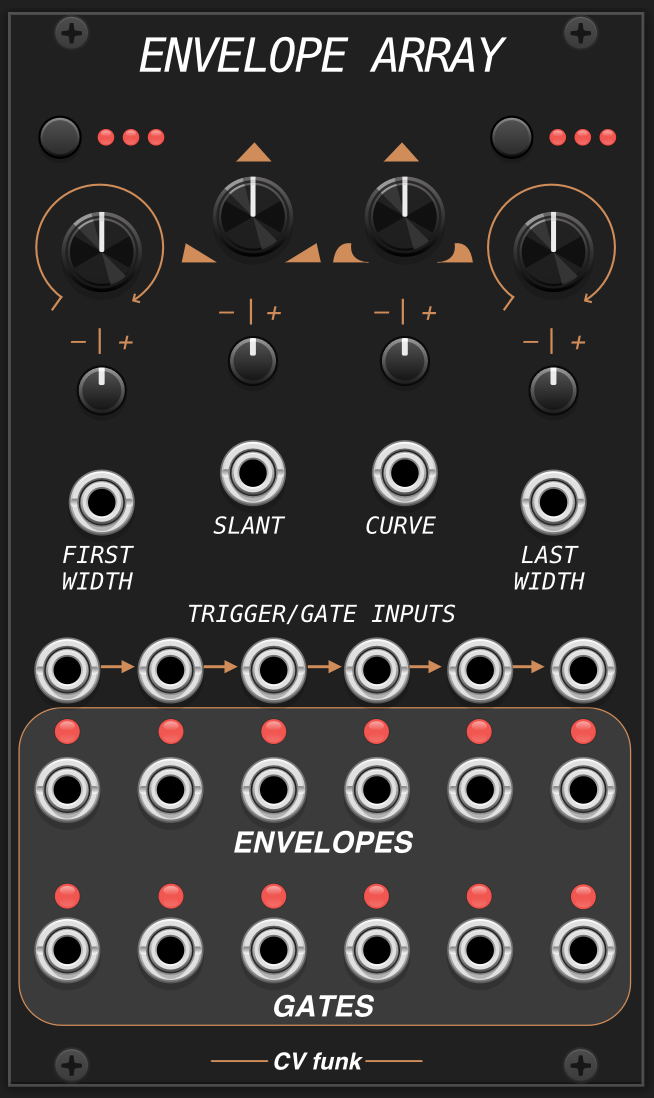 ENVELOPE ARRAY
− | +
− | +
− | +
− | +
SLANT
CURVE
FIRST
WIDTH
LAST
WIDTH
TRIGGER/GATE INPUTS
ENVELOPES
GATES
CV funk